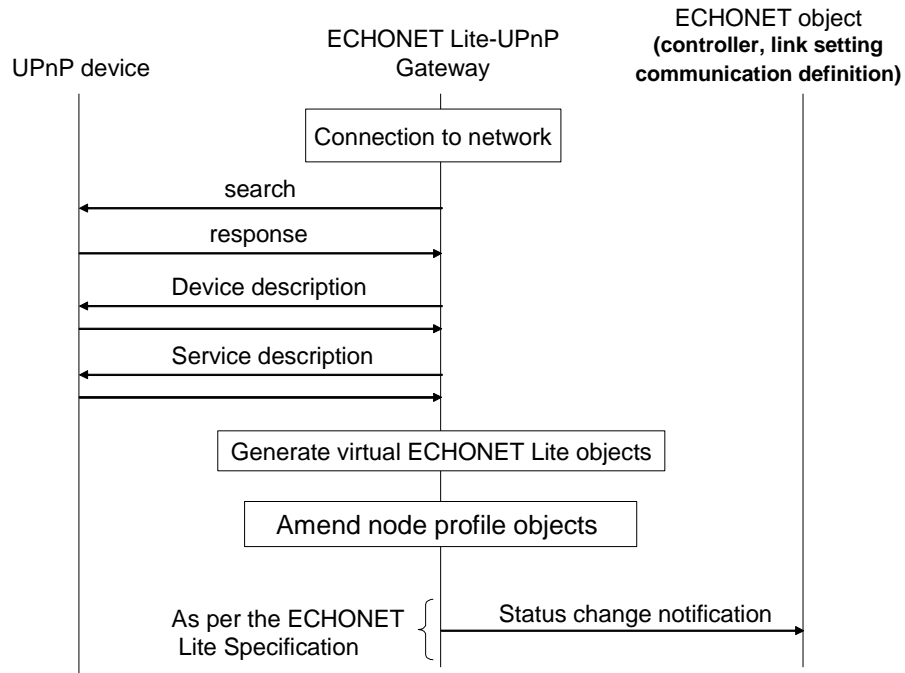 UPnP device
ECHONET Lite-UPnP
Gateway
ECHONET object
(controller, link setting
communication definition)
Connection to network
search
response
Device description
Service description
Generate virtual ECHONET Lite objects
Amend node profile objects
As per the ECHONET
Lite Specification
Status change notification